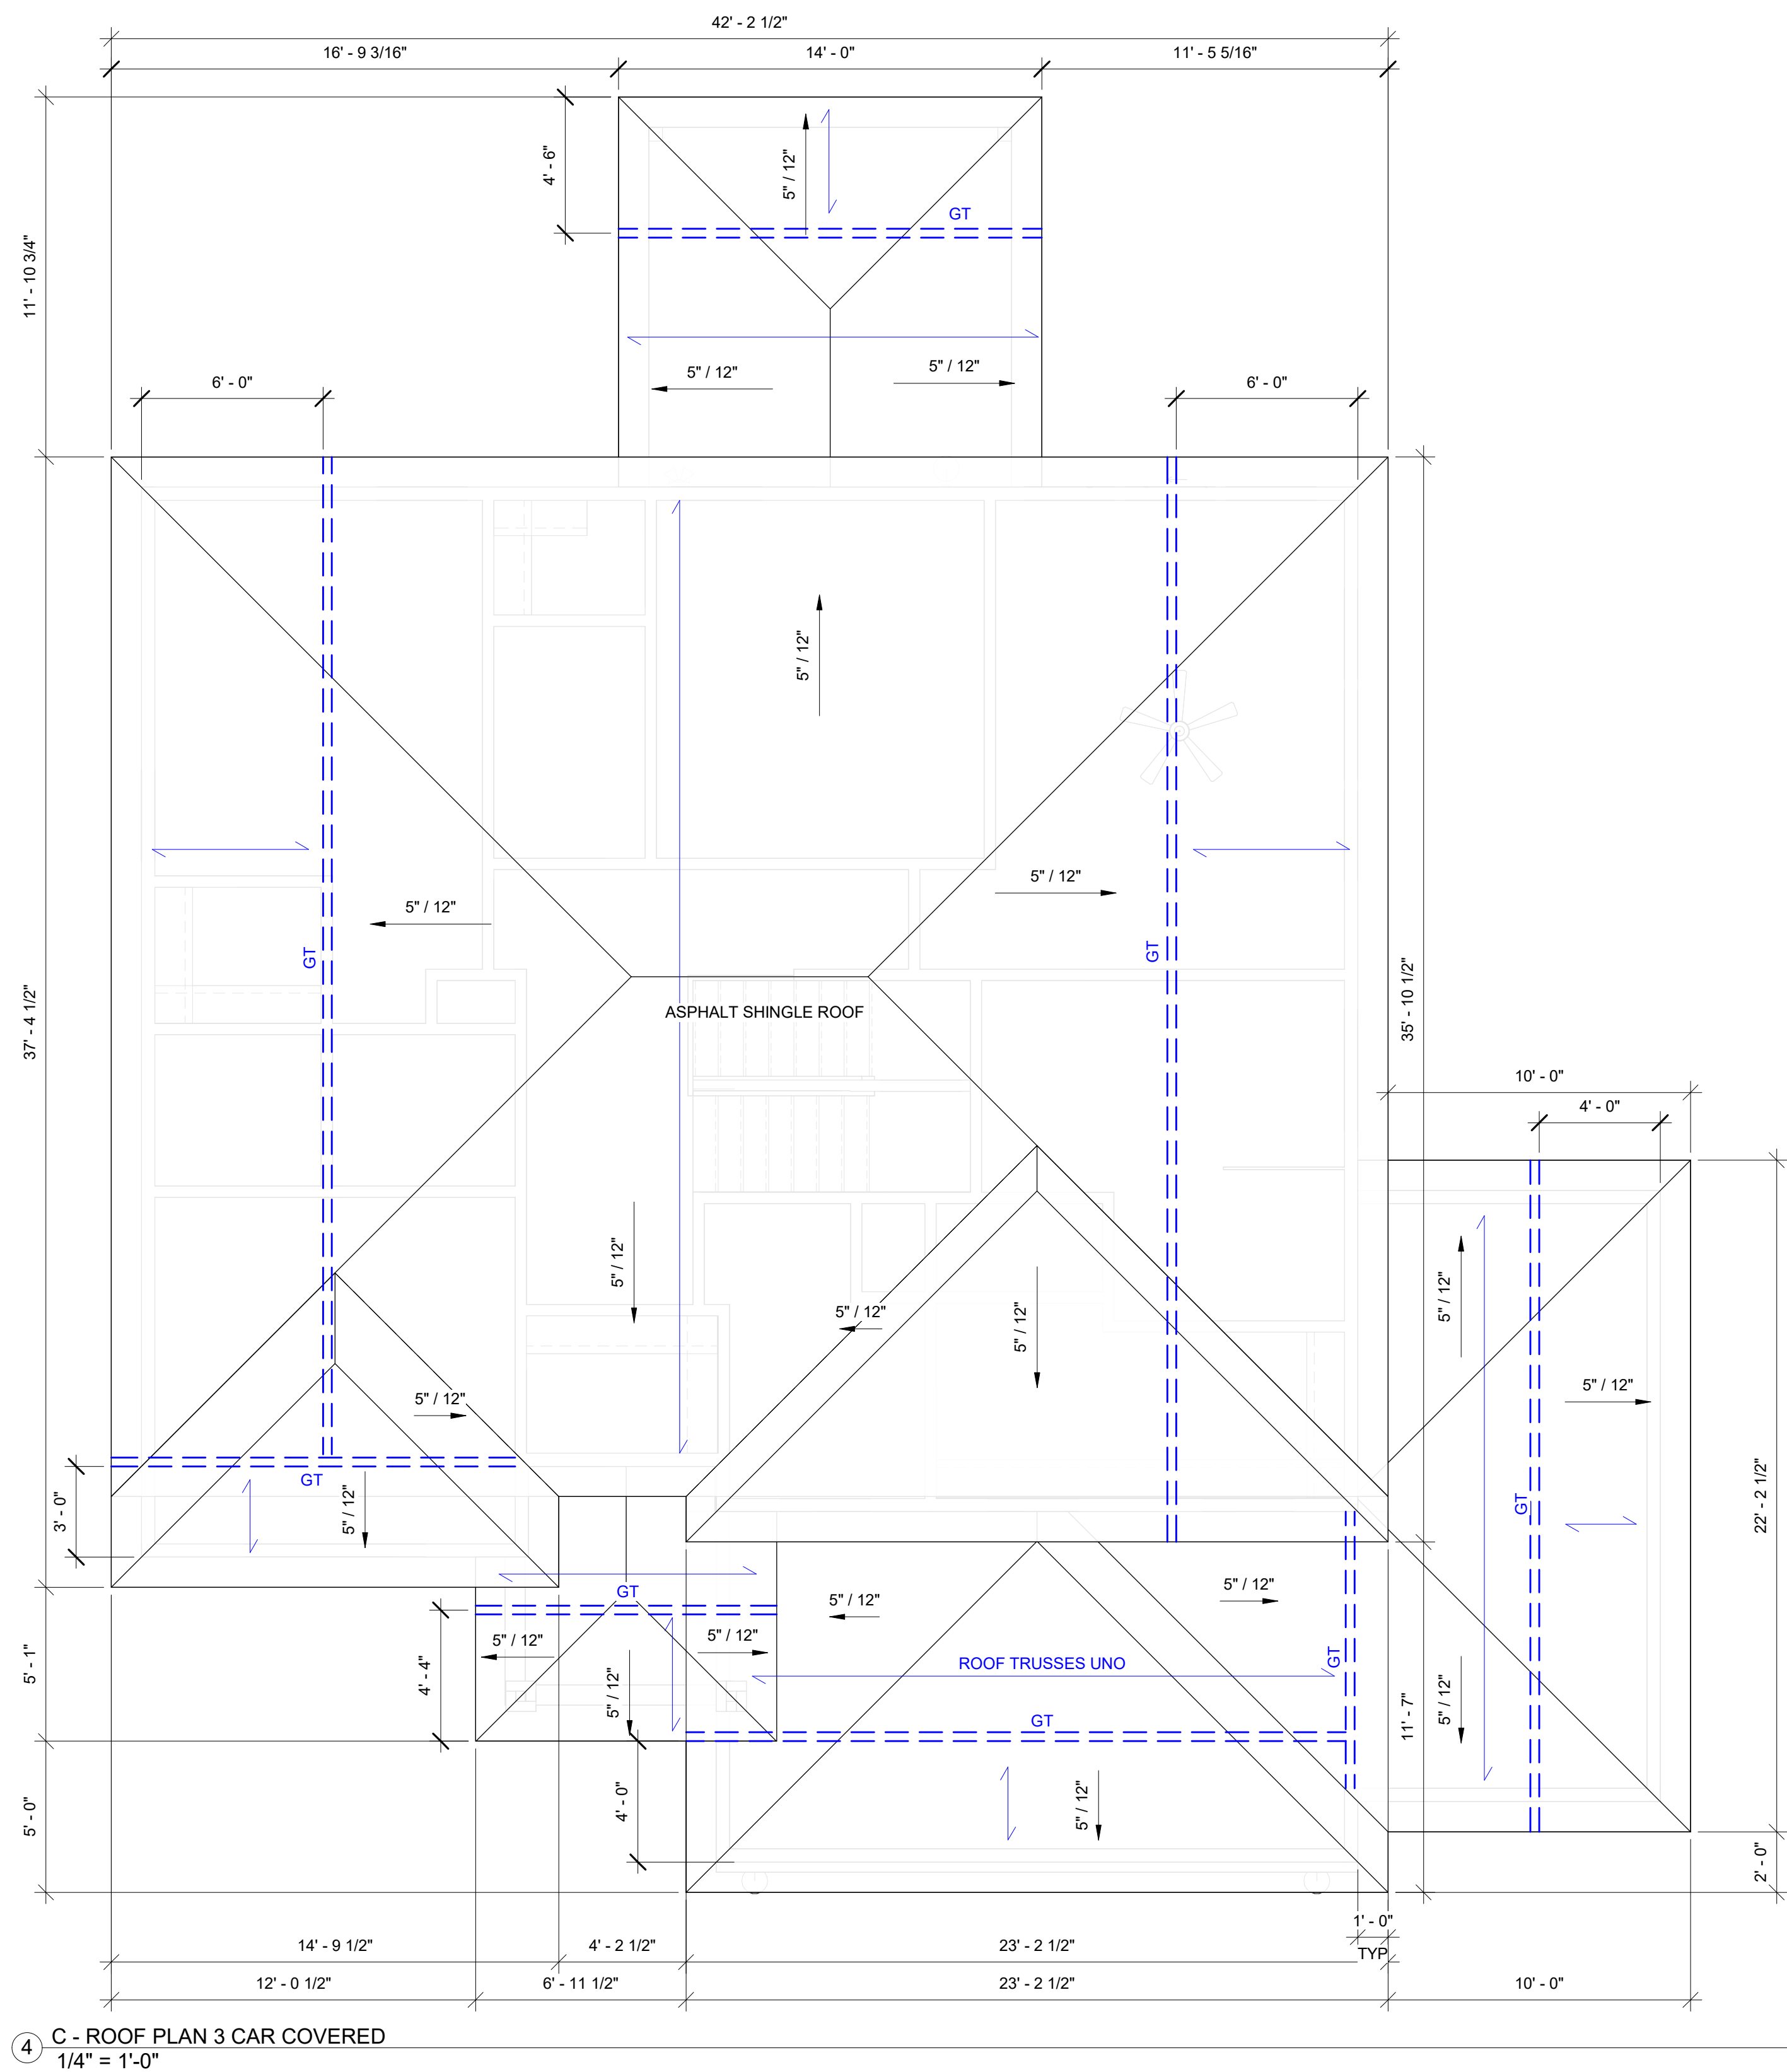 42' - 2 1/2"
16' - 9 3/16"
14' - 0"
11' - 5 5/16"
4' - 6"
5" / 12"
GT
11' - 10 3/4"
5" / 12"
5" / 12"
6' - 0"
6' - 0"
5" / 12"
5" / 12"
5" / 12"
GT
GT
ASPHALT SHINGLE ROOF
37' - 4 1/2"
35' - 10 1/2"
10' - 0"
4' - 0"
5" / 12"
5" / 12"
5" / 12"
5" / 12"
5" / 12"
5" / 12"
GT
3' - 0"
5" / 12"
GT
22' - 2 1/2"
GT
5" / 12"
5" / 12"
5" / 12"
5" / 12"
5" / 12"
GT
ROOF TRUSSES UNO
5' - 1"
4' - 4"
5" / 12"
GT
11' - 7"
5" / 12"
5' - 0"
4' - 0"
5" / 12"
2' - 0"
1' - 0"
TYP
14' - 9 1/2"
4' - 2 1/2"
23' - 2 1/2"
12' - 0 1/2"
6' - 11 1/2"
23' - 2 1/2"
10' - 0"
4
C - ROOF PLAN 3 CAR COVERED
1/4" = 1'-0"